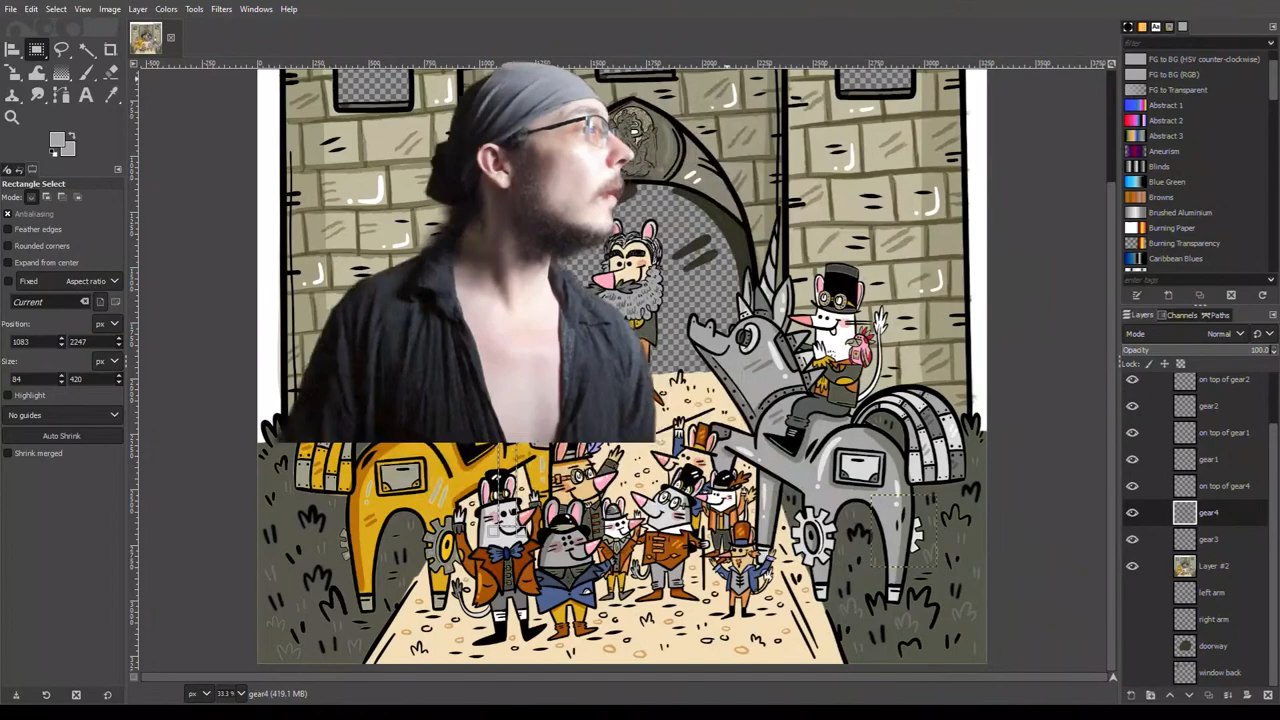 File Edit Select View Image Layer Colors Tools Filters Windows Help
Rectangle Select
Mode:
Antialiasing
Feather edges
Rounded corners
Expand from center
Fixed Aspect ratio
Current
Position: px
1083 2247
Size: px
84 420
Highlight
No guides
Auto Shrink
Shrink merged
px 33.3 % gear4 (419.1 MB)
filter
FG to BG (HSV counter-clockwise)
FG to BG (RGB)
FG to Transparent
Abstract 1
Abstract 2
Abstract 3
Aneurism
Blinds
Blue Green
Browns
Brushed Aluminium
Burning Paper
Burning Transparency
Caribbean Blues
enter tags
Layers Channels Paths
Mode Normal
Opacity 100.0
Lock:
on top of gear2
gear2
on top of gear1
gear1
on top of gear4
gear4
gear3
Layer #2
left arm
right arm
doorway
window back